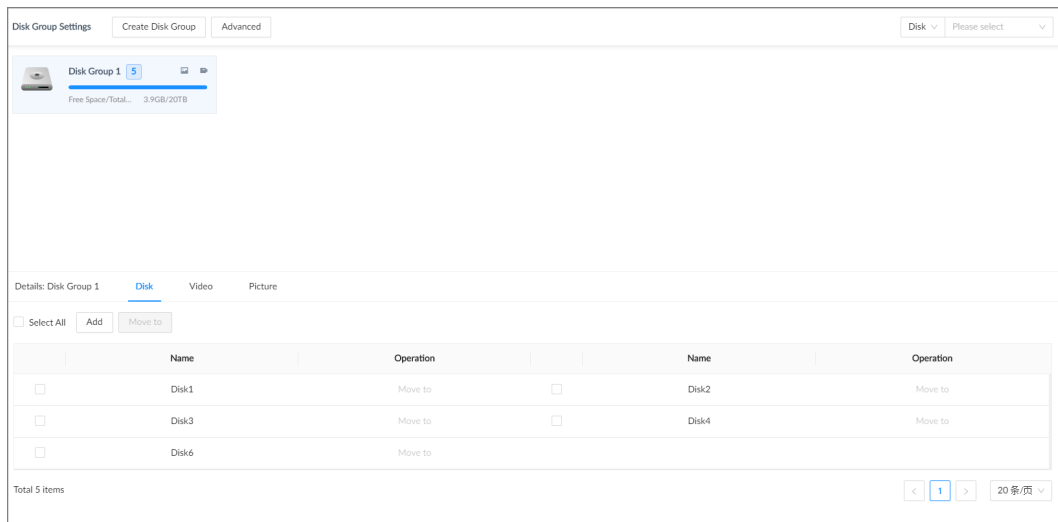 Disk Group Settings Create Disk Group Advanced Disk Please select
Disk Group 1 5
Free Space/Total... 3.9GB/20TB
Details: Disk Group 1 Disk Video Picture
Select All Add Move to
Name Operation Name Operation
Disk1 Move to Disk2 Move to
Disk3 Move to Disk4 Move to
Disk6 Move to
Total 5 items < 1 > 20 条/页